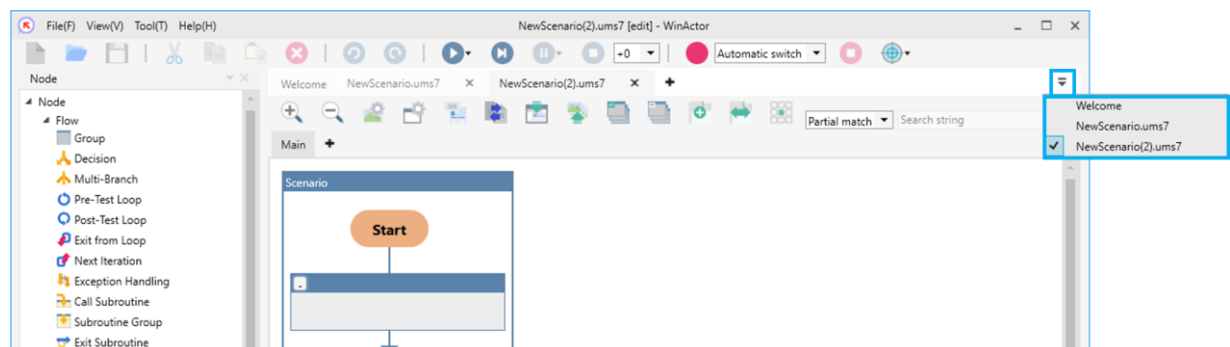 File(F) View(V) Tool(T) Help(H) NewScenario(2).ums7 [edit] - WinActor
+0 Automatic switch
Node
Welcome NewScenario.ums7 NewScenario(2).ums7
Welcome
NewScenario.ums7
NewScenario(2).ums7
Partial match Search string
Main
Node
Flow
Group
Decision
Multi-Branch
Pre-Test Loop
Post-Test Loop
Exit from Loop
Next Iteration
Exception Handling
Call Subroutine
Subroutine Group
Exit Subroutine
Scenario
Start